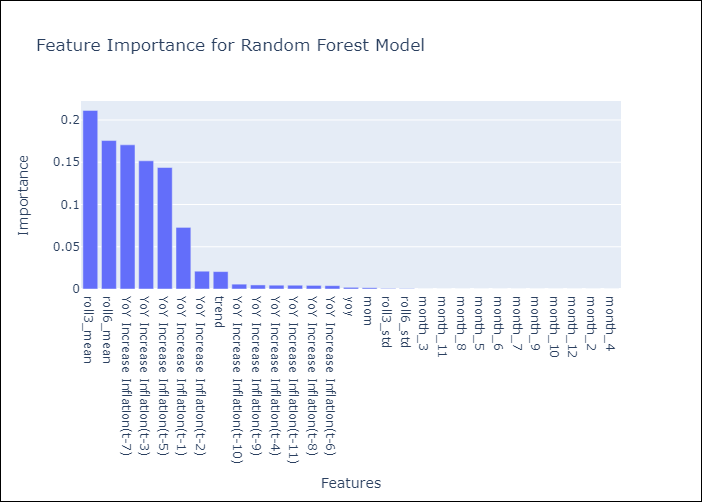 Feature Importance for Random Forest Model
Importance
0.2
0.15
0.1
0.05
0
roll3_mean
roll6_mean
YoY Increase Inflation(t-7)
YoY Increase Inflation(t-3)
YoY Increase Inflation(t-5)
YoY Increase Inflation(t-1)
YoY Increase Inflation(t-2)
trend
YoY Increase Inflation(t-10)
YoY Increase Inflation(t-9)
YoY Increase Inflation(t-4)
YoY Increase Inflation(t-11)
YoY Increase Inflation(t-8)
YoY Increase Inflation(t-6)
yoy
mom
roll3_std
roll6_std
month_3
month_11
month_8
month_5
month_6
month_7
month_9
month_10
month_12
month_2
month_4
Features